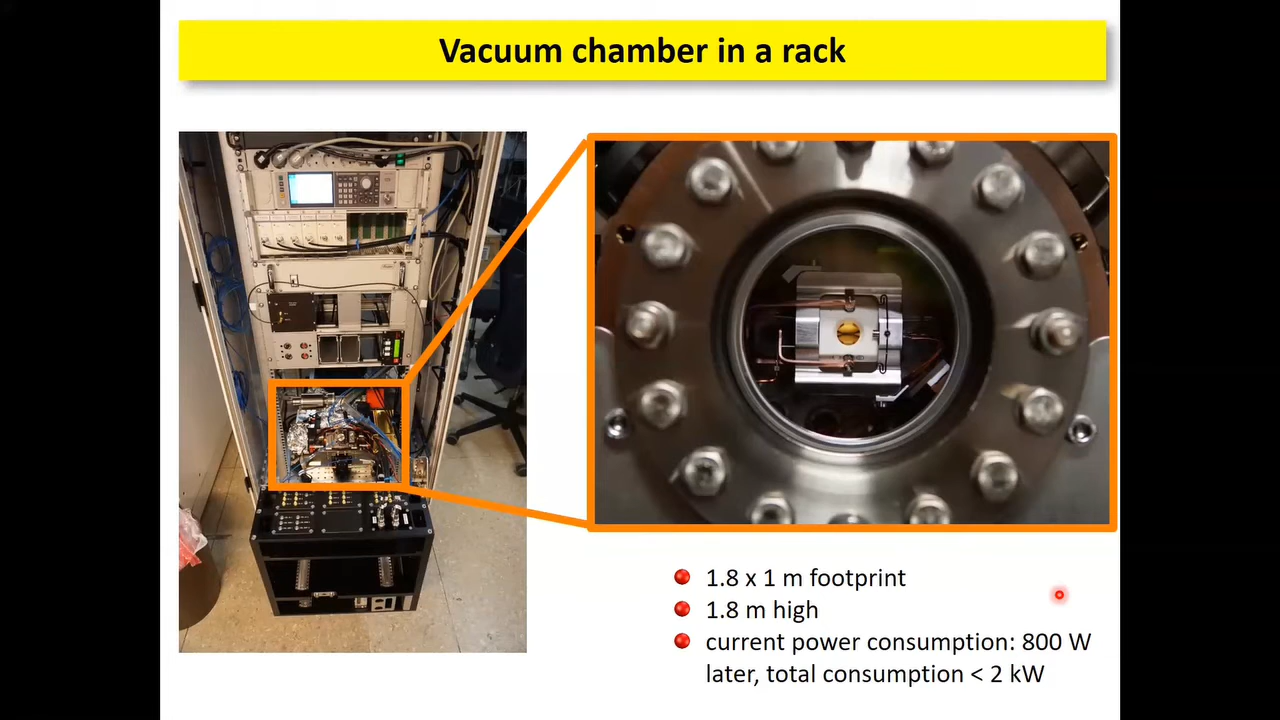 Vacuum chamber in a rack
1.8 x 1 m footprint
1.8 m high
current power consumption: 800 W
later, total consumption < 2 kW